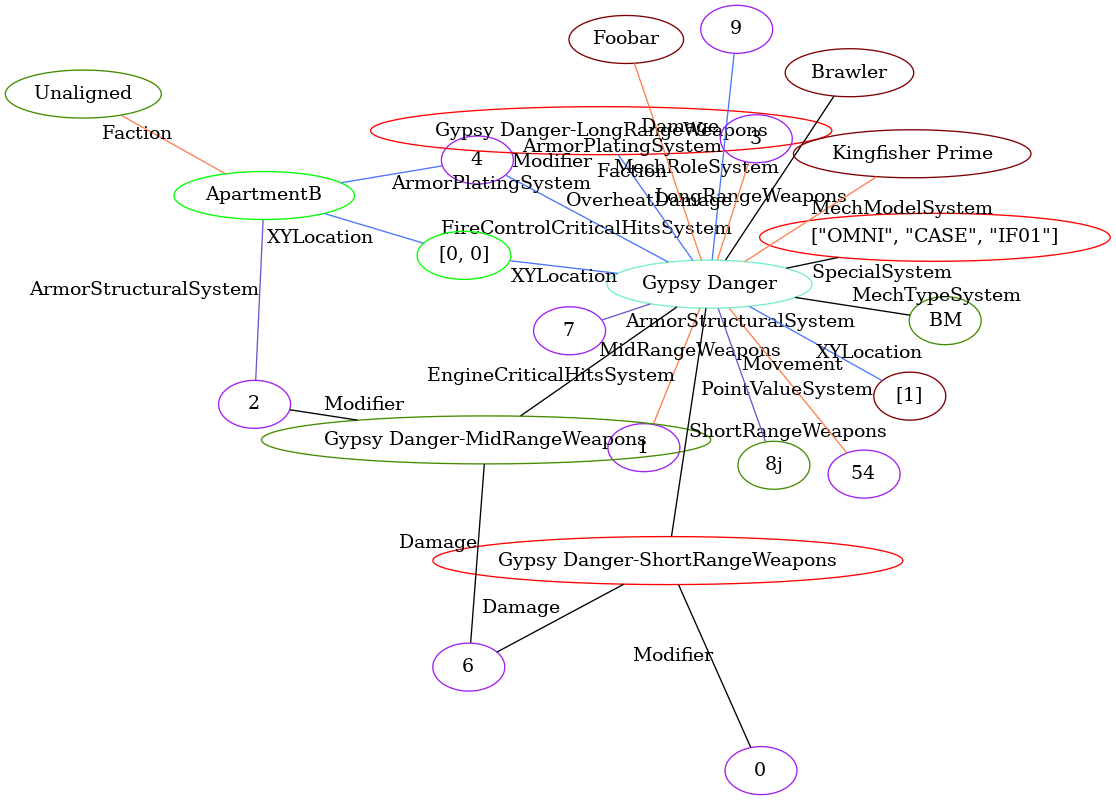 Foobar
9
Brawler
Unaligned
Faction
Gypsy Danger-LongRangeWeapons
Damage
3
ArmorPlatingSystem
Kingfisher Prime
4
Modifier
MechRoleSystem
Faction
ArmorPlatingSystem
ApartmentB
OverheatDamage
LongRangeWeapons
MechModelSystem
FireControlCriticalHitsSystem
["OMNI", "CASE", "IF01"]
XYLocation
[0, 0]
XYLocation
SpecialSystem
Gypsy Danger
ArmorStructuralSystem
MechTypeSystem
BM
7
ArmorStructuralSystem
MidRangeWeapons
XYLocation
Movement
EngineCriticalHitsSystem
PointValueSystem
[1]
2
Modifier
ShortRangeWeapons
Gypsy Danger-MidRangeWeapons
1
8j
54
Damage
Gypsy Danger-ShortRangeWeapons
Damage
Modifier
6
0